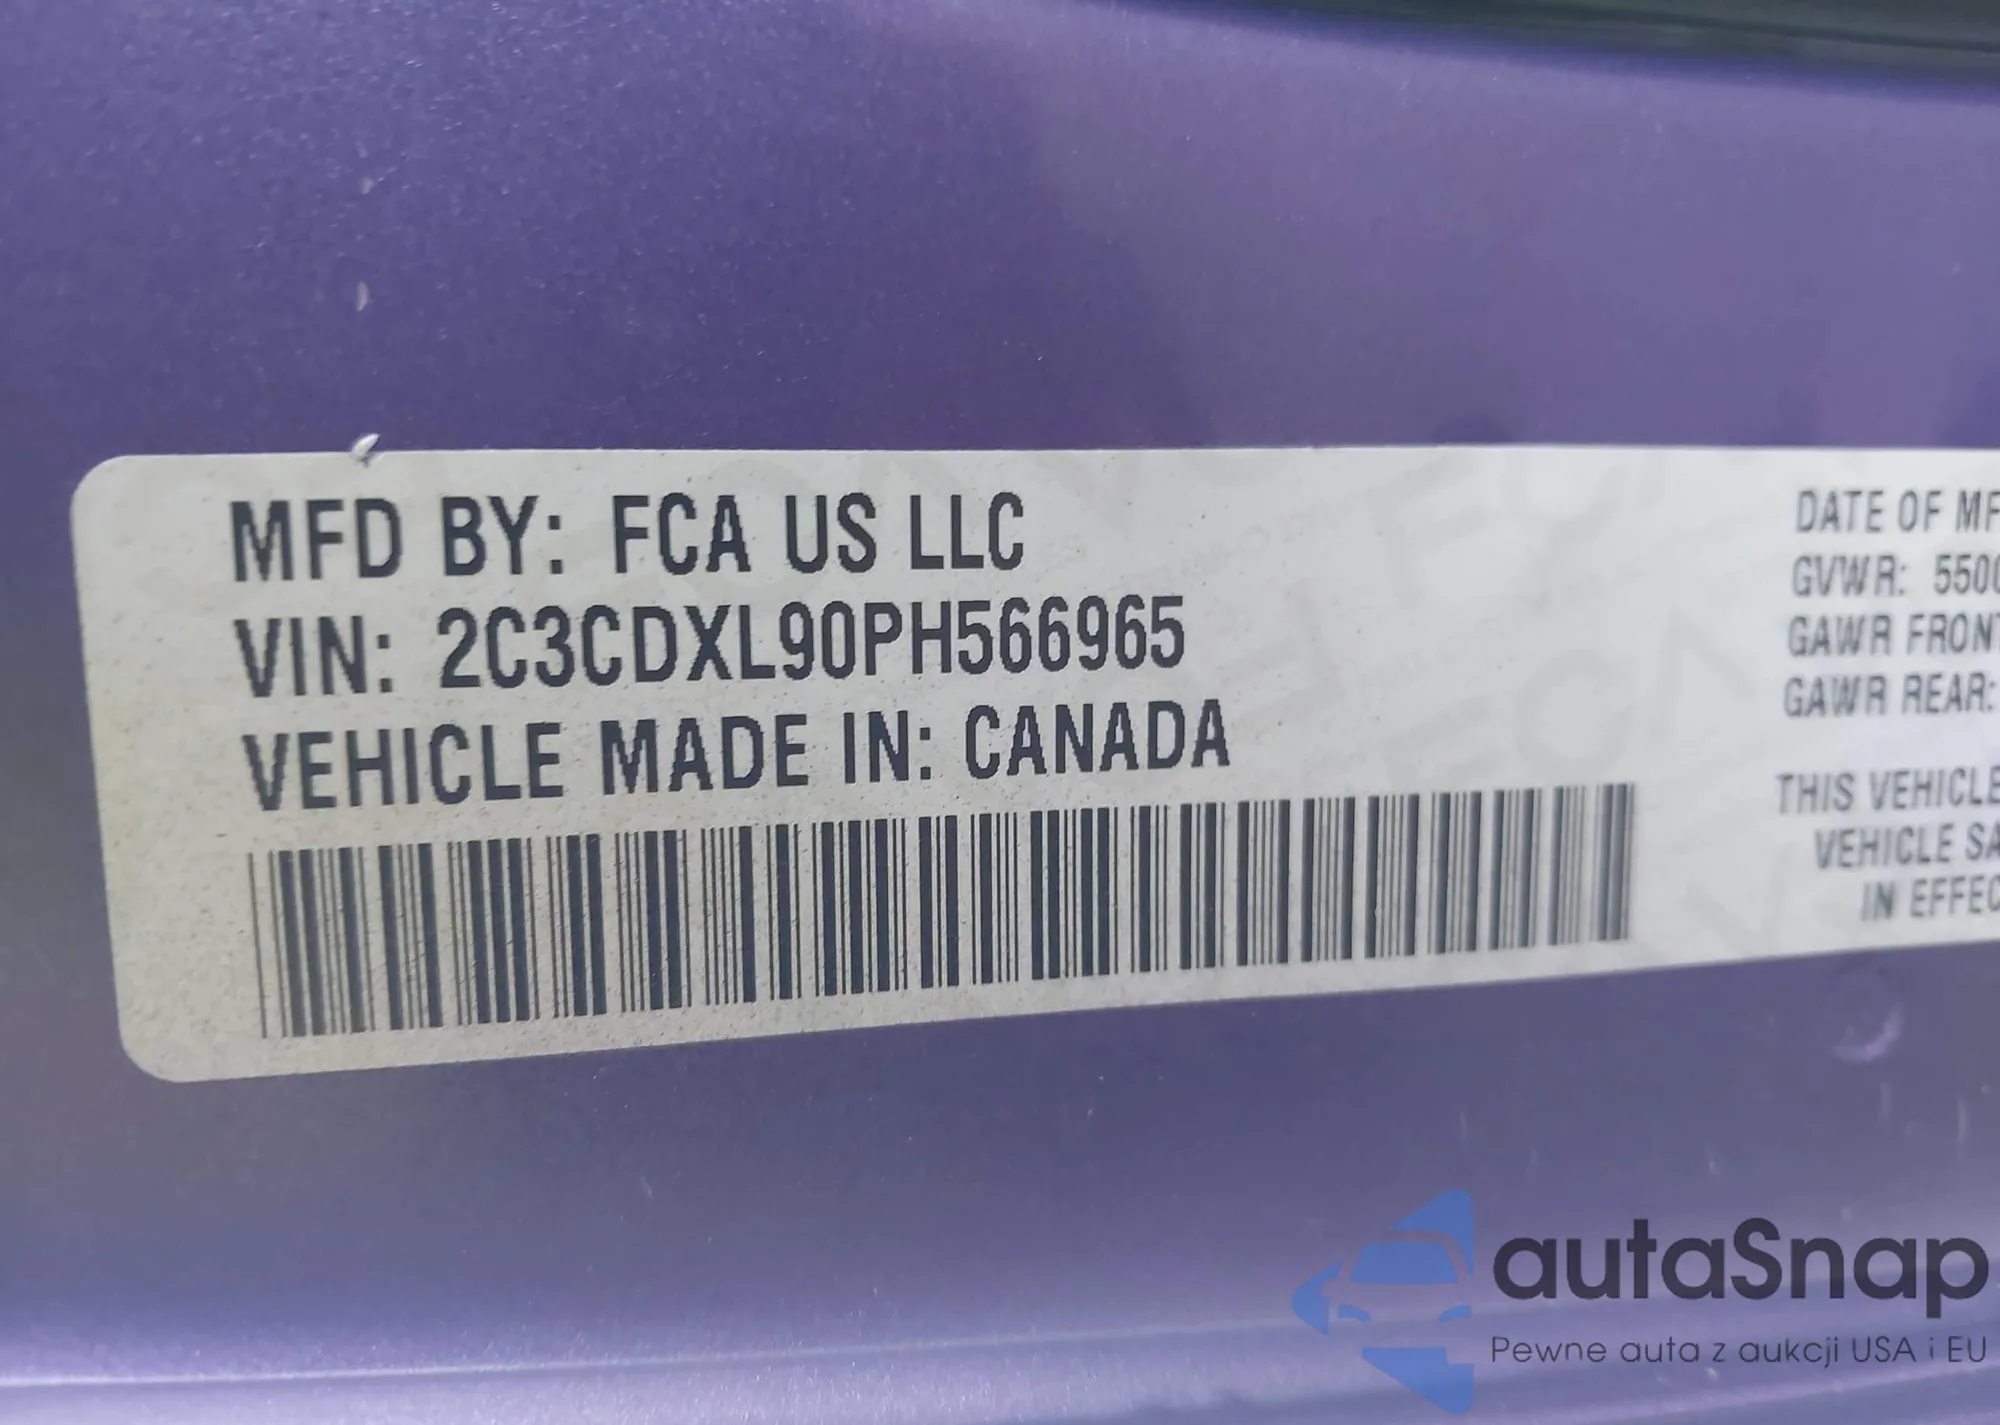 MFD BY: FCA US LLC
VIN: 2C3CDXL90PH566965
VEHICLE MADE IN: CANADA
DATE OF MF
GVWR: 550
GAWR FRONT
GAWR REAR:
THIS VEHICLE
VEHICLE SA
IN EFFEC
autaSnap
Pewne auta z aukcji USA i EU